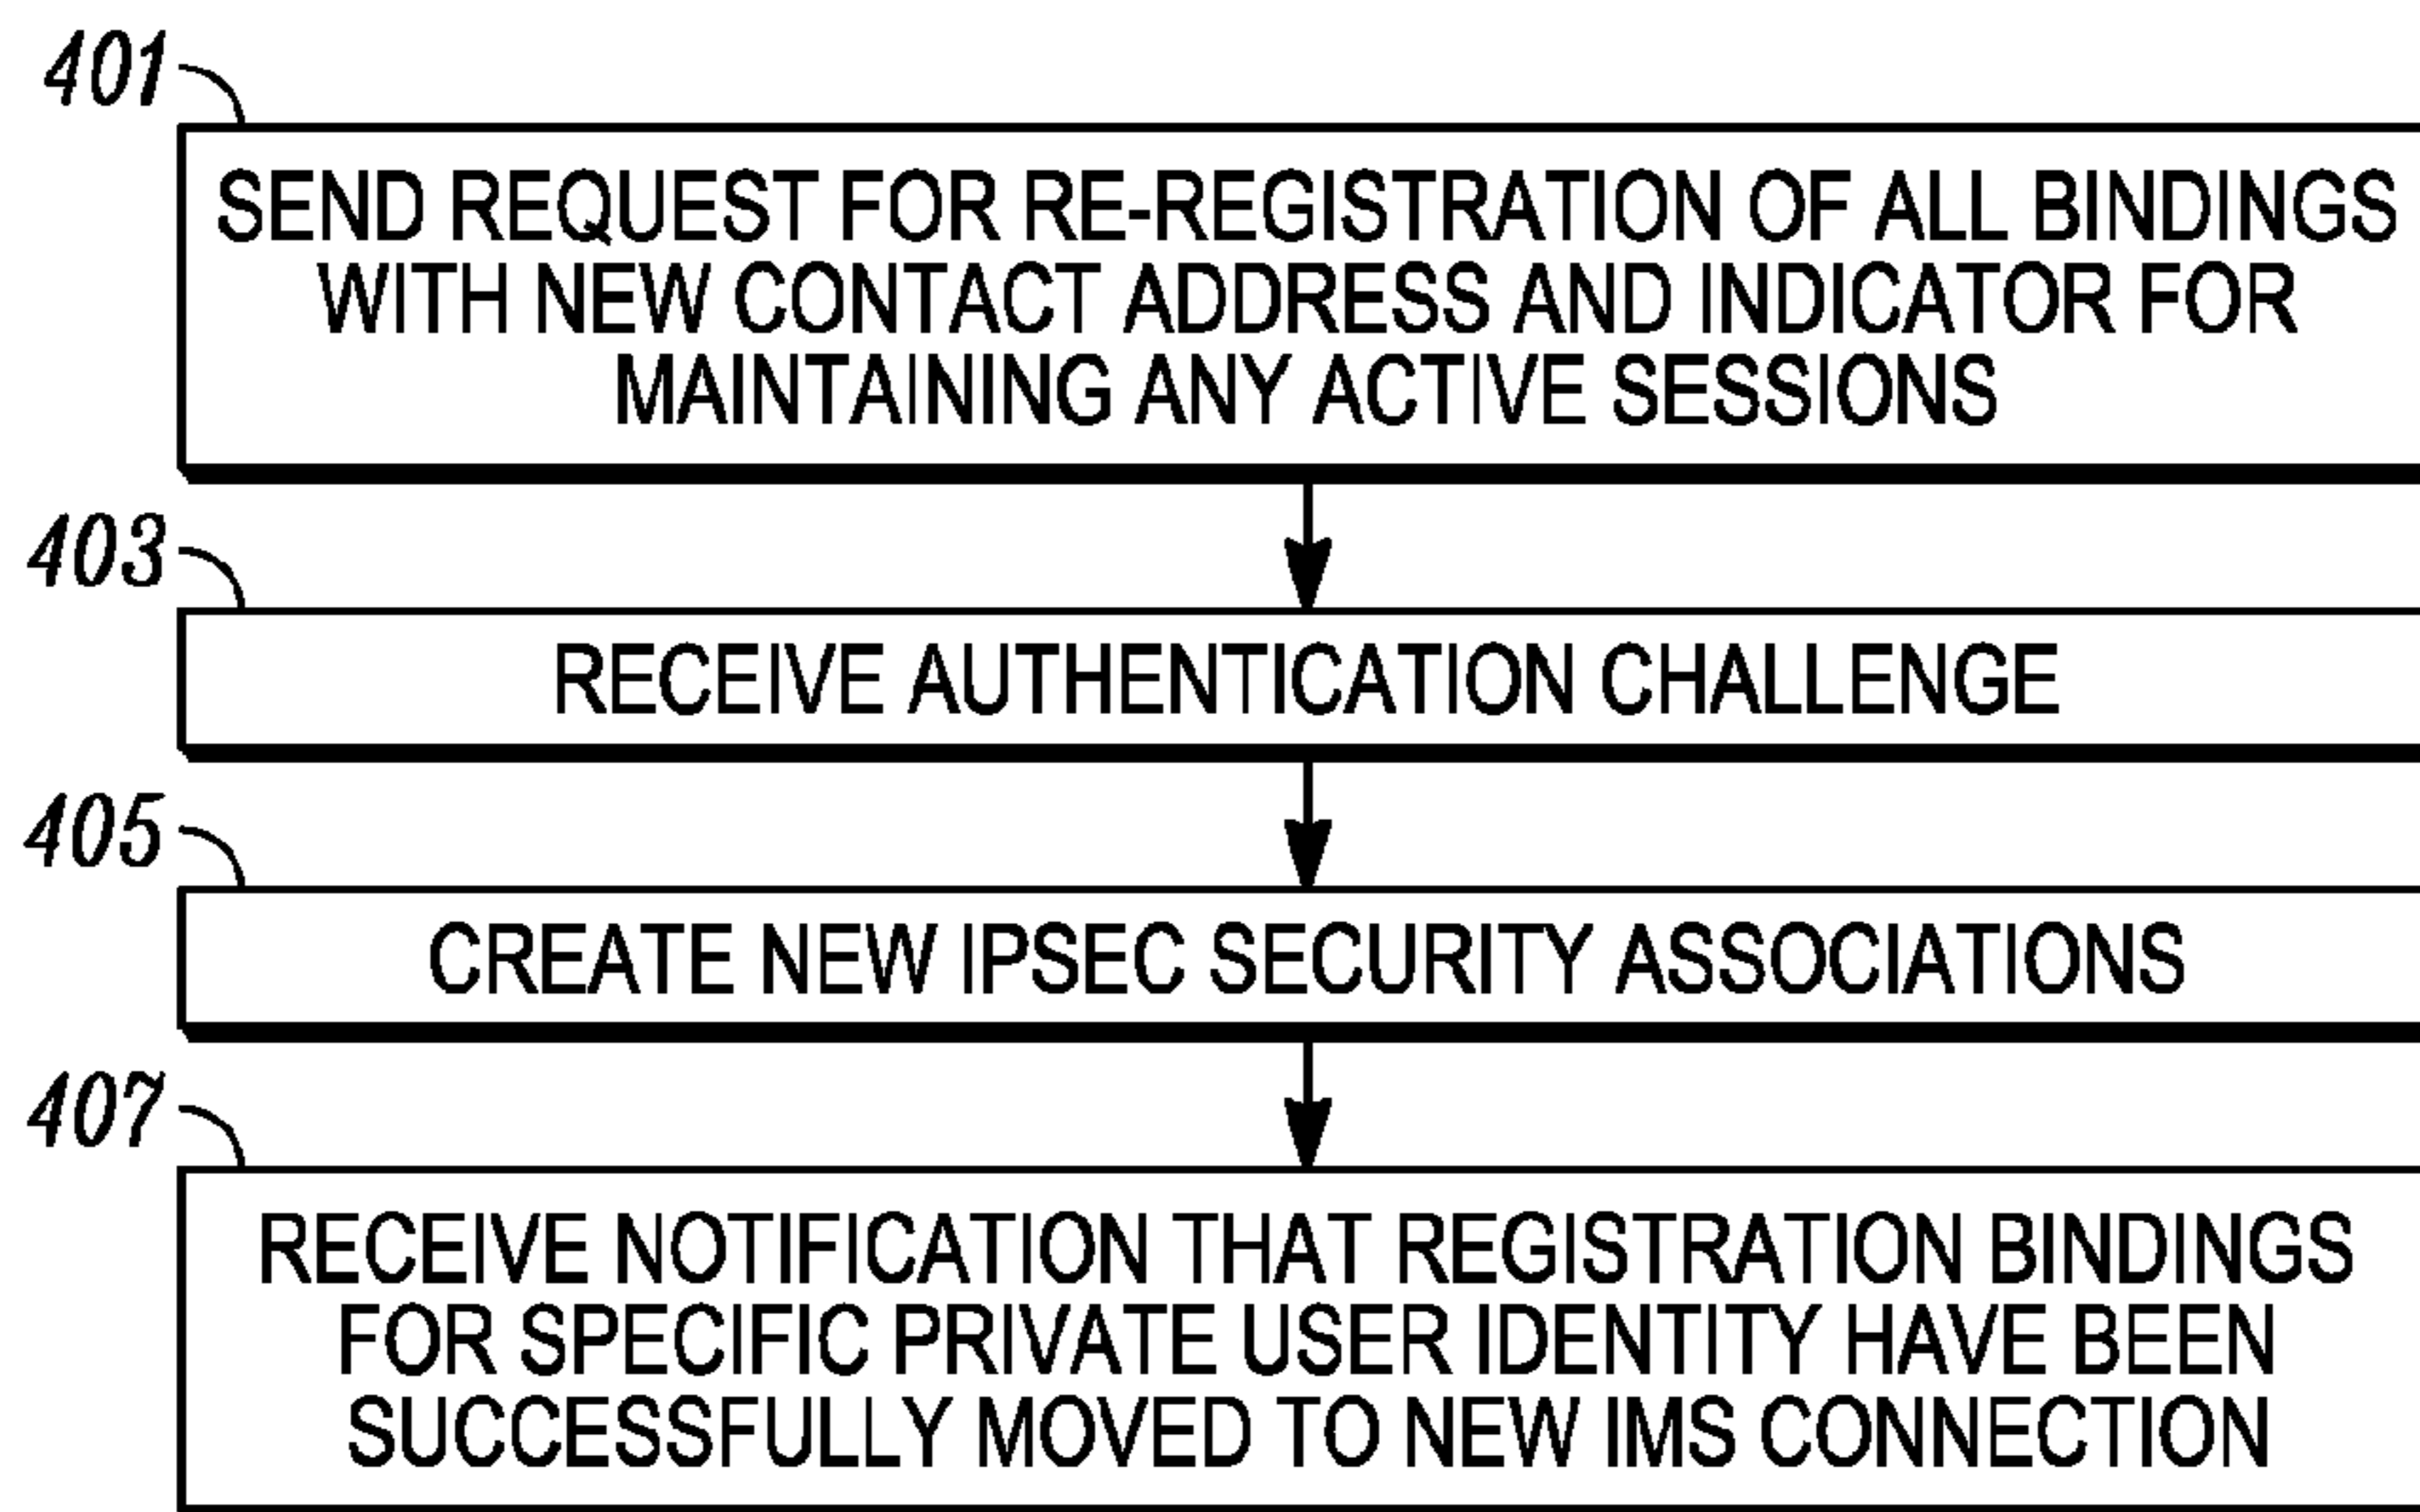 401
SEND REQUEST FOR RE-REGISTRATION OF ALL BINDINGS
WITH NEW CONTACT ADDRESS AND INDICATOR FOR
MAINTAINING ANY ACTIVE SESSIONS
403
RECEIVE AUTHENTICATION CHALLENGE
405
CREATE NEW IPSEC SECURITY ASSOCIATIONS
407
RECEIVE NOTIFICATION THAT REGISTRATION BINDINGS
FOR SPECIFIC PRIVATE USER IDENTITY HAVE BEEN
SUCCESSFULLY MOVED TO NEW IMS CONNECTION